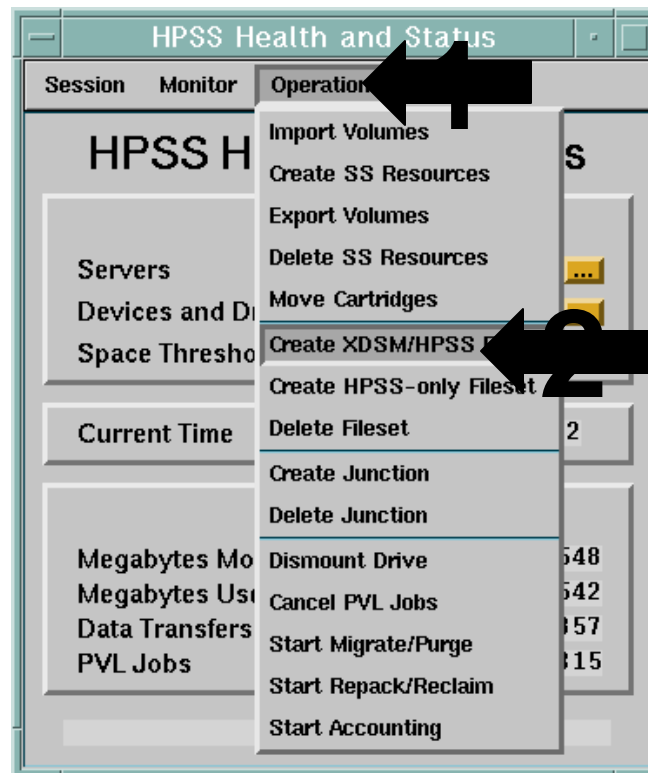 HPSS Health and Status
Session Monitor Operation
1
HPSS H s
Import Volumes
Create SS Resources
Export Volumes
Servers Delete SS Resources ...
Devices and D Move Cartridges
Space Thresho Create XDSM/HPSS
2
Create HPSS-only Fileset
Current Time Delete Fileset 2
Create Junction
Delete Junction
Megabytes Mo Dismount Drive 548
Megabytes Us Cancel PVL Jobs 542
Data Transfers Start Migrate/Purge 357
PVL Jobs Start Repack/Reclaim 315
Start Accounting